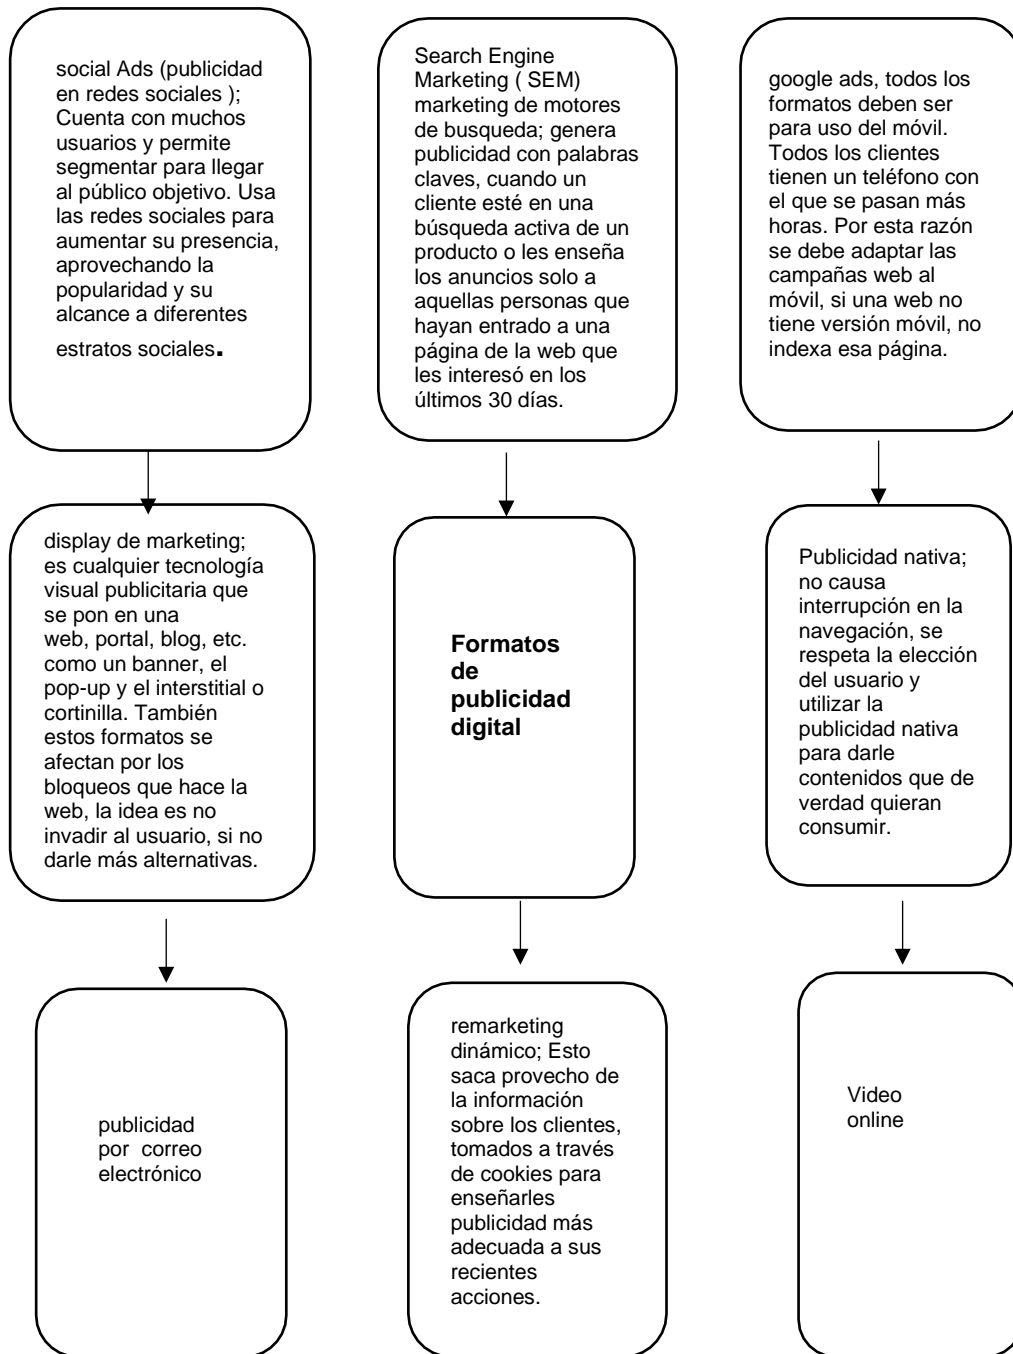 social Ads (publicidad
en redes sociales );
Cuenta con muchos
usuarios y permite
segmentar para llegar
al público objetivo. Usa
las redes sociales para
aumentar su presencia,
aprovechando la
popularidad y su
alcance a diferentes
estratos sociales.
Search Engine
Marketing ( SEM)
marketing de motores
de busqueda; genera
publicidad con palabras
claves, cuando un
cliente esté en una
búsqueda activa de un
producto o les enseña
los anuncios solo a
aquellas personas que
hayan entrado a una
página de la web que
les interesó en los
últimos 30 días.
google ads, todos los
formatos deben ser
para uso del móvil.
Todos los clientes
tienen un teléfono con
el que se pasan más
horas. Por esta razón
se debe adaptar las
campañas web al
móvil, si una web no
tiene versión móvil, no
indexa esa página.
display de marketing;
es cualquier tecnología
visual publicitaria que
se pon en una
web, portal, blog, etc.
como un banner, el
pop-up y el interstitial o
cortinilla. También
estos formatos se
afectan por los
bloqueos que hace la
web, la idea es no
invadir al usuario, si no
darle más alternativas.
Formatos
de
publicidad
digital
Publicidad nativa;
no causa
interrupción en la
navegación, se
respeta la elección
del usuario y
utilizar la
publicidad nativa
para darle
contenidos que de
verdad quieran
consumir.
publicidad
por  correo
electrónico
remarketing
dinámico; Esto
saca provecho de
la información
sobre los clientes,
tomados a través
de cookies para
enseñarles
publicidad más
adecuada a sus
recientes
acciones.
Video
online